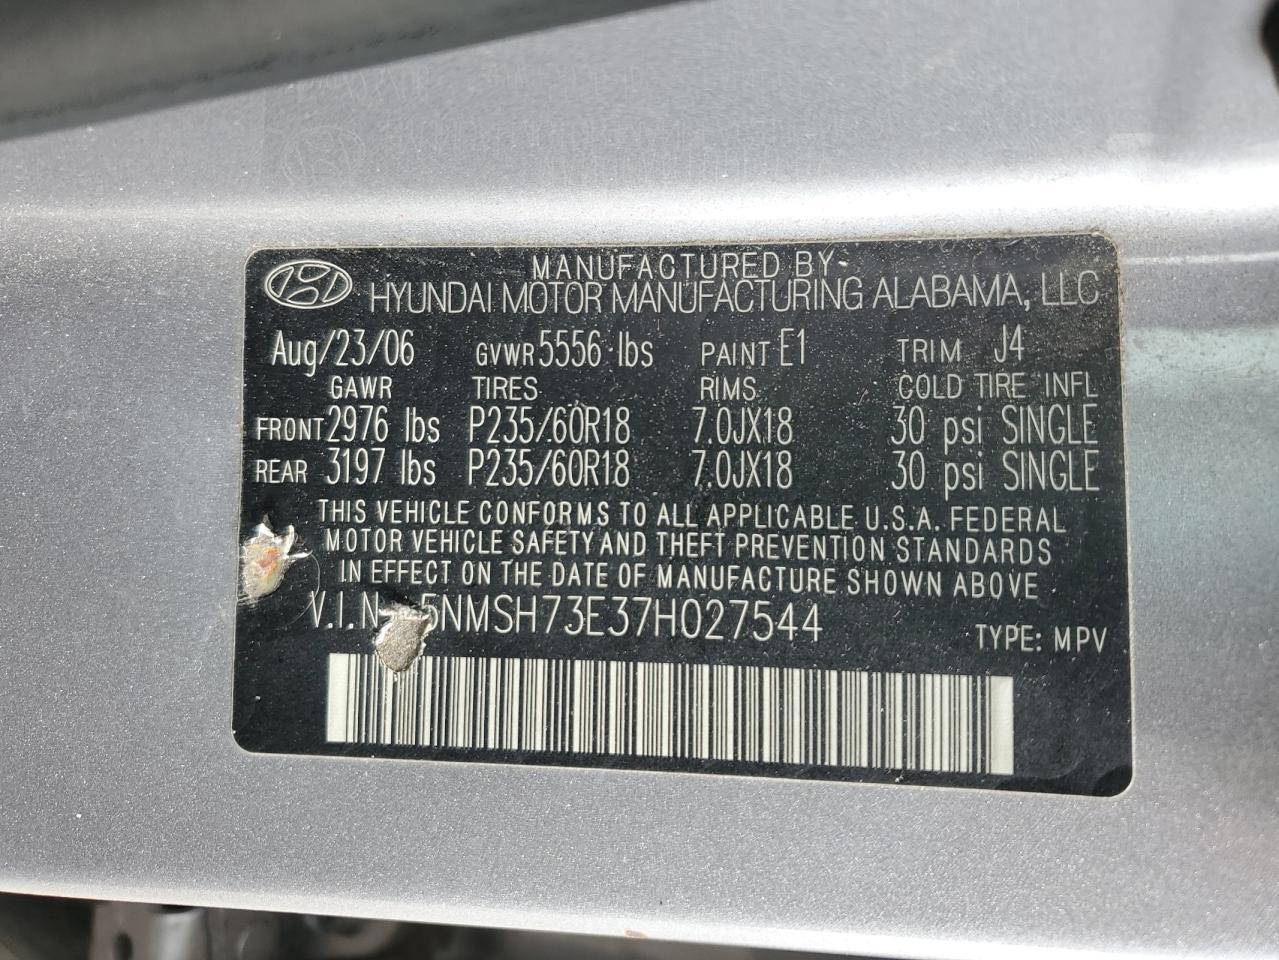 MANUFACTURED BY
HYUNDAI MOTOR MANUFACTURING ALABAMA, LLC
Aug/23/06 GVWR 5556 lbs PAINT E1 TRIM J4
GAWR TIRES RIMS COLD TIRE INFL
FRONT 2976 lbs P235/60R18 7.0JX18 30 psi SINGLE
REAR 3197 lbs P235/60R18 7.0JX18 30 psi SINGLE
THIS VEHICLE CONFORMS TO ALL APPLICABLE U.S.A. FEDERAL
MOTOR VEHICLE SAFETY AND THEFT PREVENTION STANDARDS
IN EFFECT ON THE DATE OF MANUFACTURE SHOWN ABOVE
V.I.N 5NMSH73E37H027544 TYPE: MPV